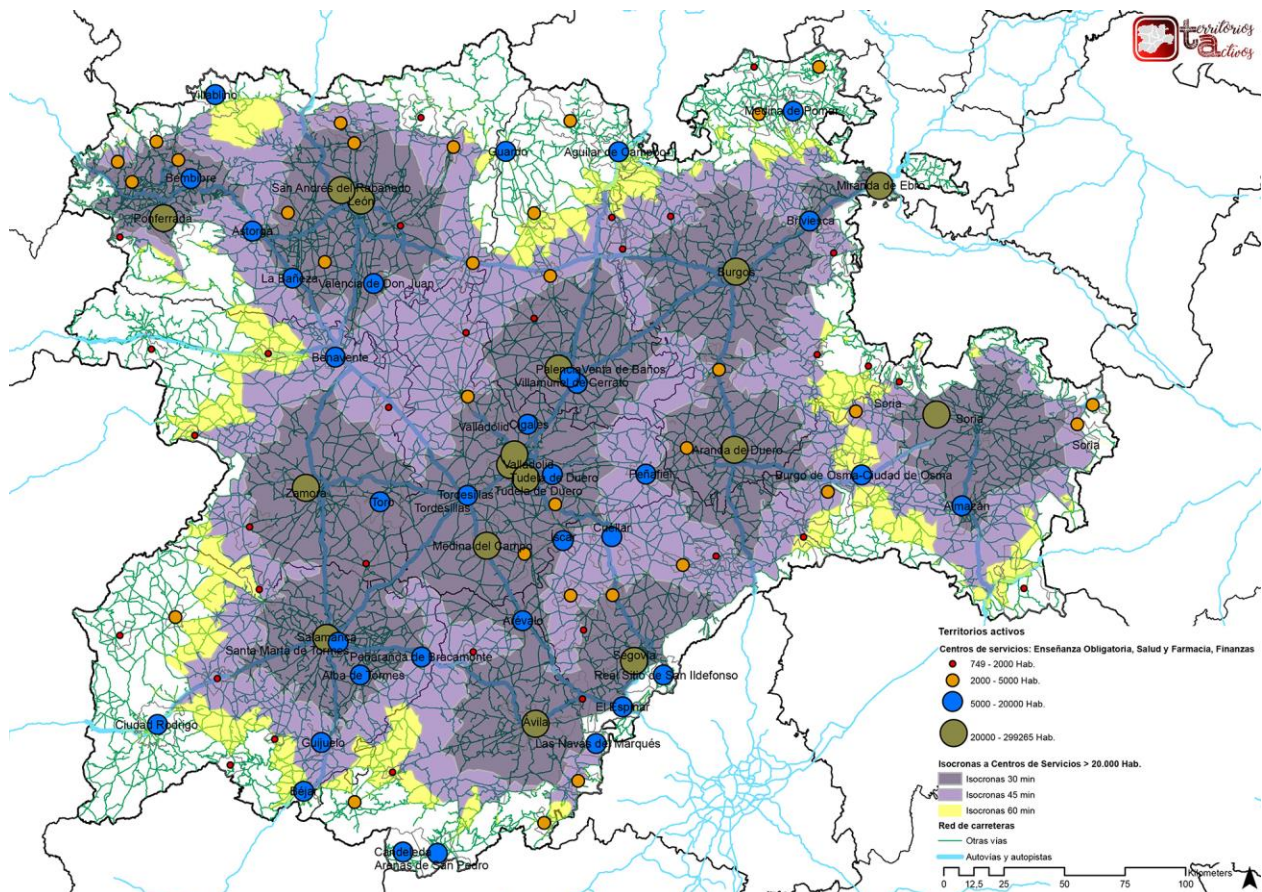 territorios
ta
activos
Villablino
Medina de Pomar
Guardo
Aguilar de Campoo
Bembibre
San Andrés del Rabanedo
León
Miranda de Ebro
Ponferrada
Astorga
Briviesca
La Bañeza
Valencia de Don Juan
Burgos
Benavente
Palencia
Venta de Baños
Villamuriel de Cerrato
Soria
Soria
Soria
Cigales
Valladolid
Valladolid
Aranda de Duero
Tudela de Duero
Tudela de Duero
Peñafiel
Burgo de Osma-Ciudad de Osma
Zamora
Toro
Tordesillas
Tordesillas
Almazán
Cuéllar
Íscar
Medina del Campo
Arévalo
Salamanca
Santa Marta de Tormes
Peñaranda de Bracamonte
Alba de Tormes
Segovia
Real Sitio de San Ildefonso
El Espinar
Ciudad Rodrigo
Ávila
Guijuelo
Las Navas del Marqués
Béjar
Candeleda
Arenas de San Pedro
Territorios activos
Centros de servicios: Enseñanza Obligatoria, Salud y Farmacia, Finanzas
749 - 2000 Hab.
2000 - 5000 Hab.
5000 - 20000 Hab.
20000 - 299265 Hab.
Isocronas a Centros de Servicios > 20.000 Hab.
Isocronas 30 min
Isocronas 45 min
Isocronas 60 min
Red de carreteras
Otras vías
Autovías y autopistas
Kilometers
0 12,5 25 50 75 100